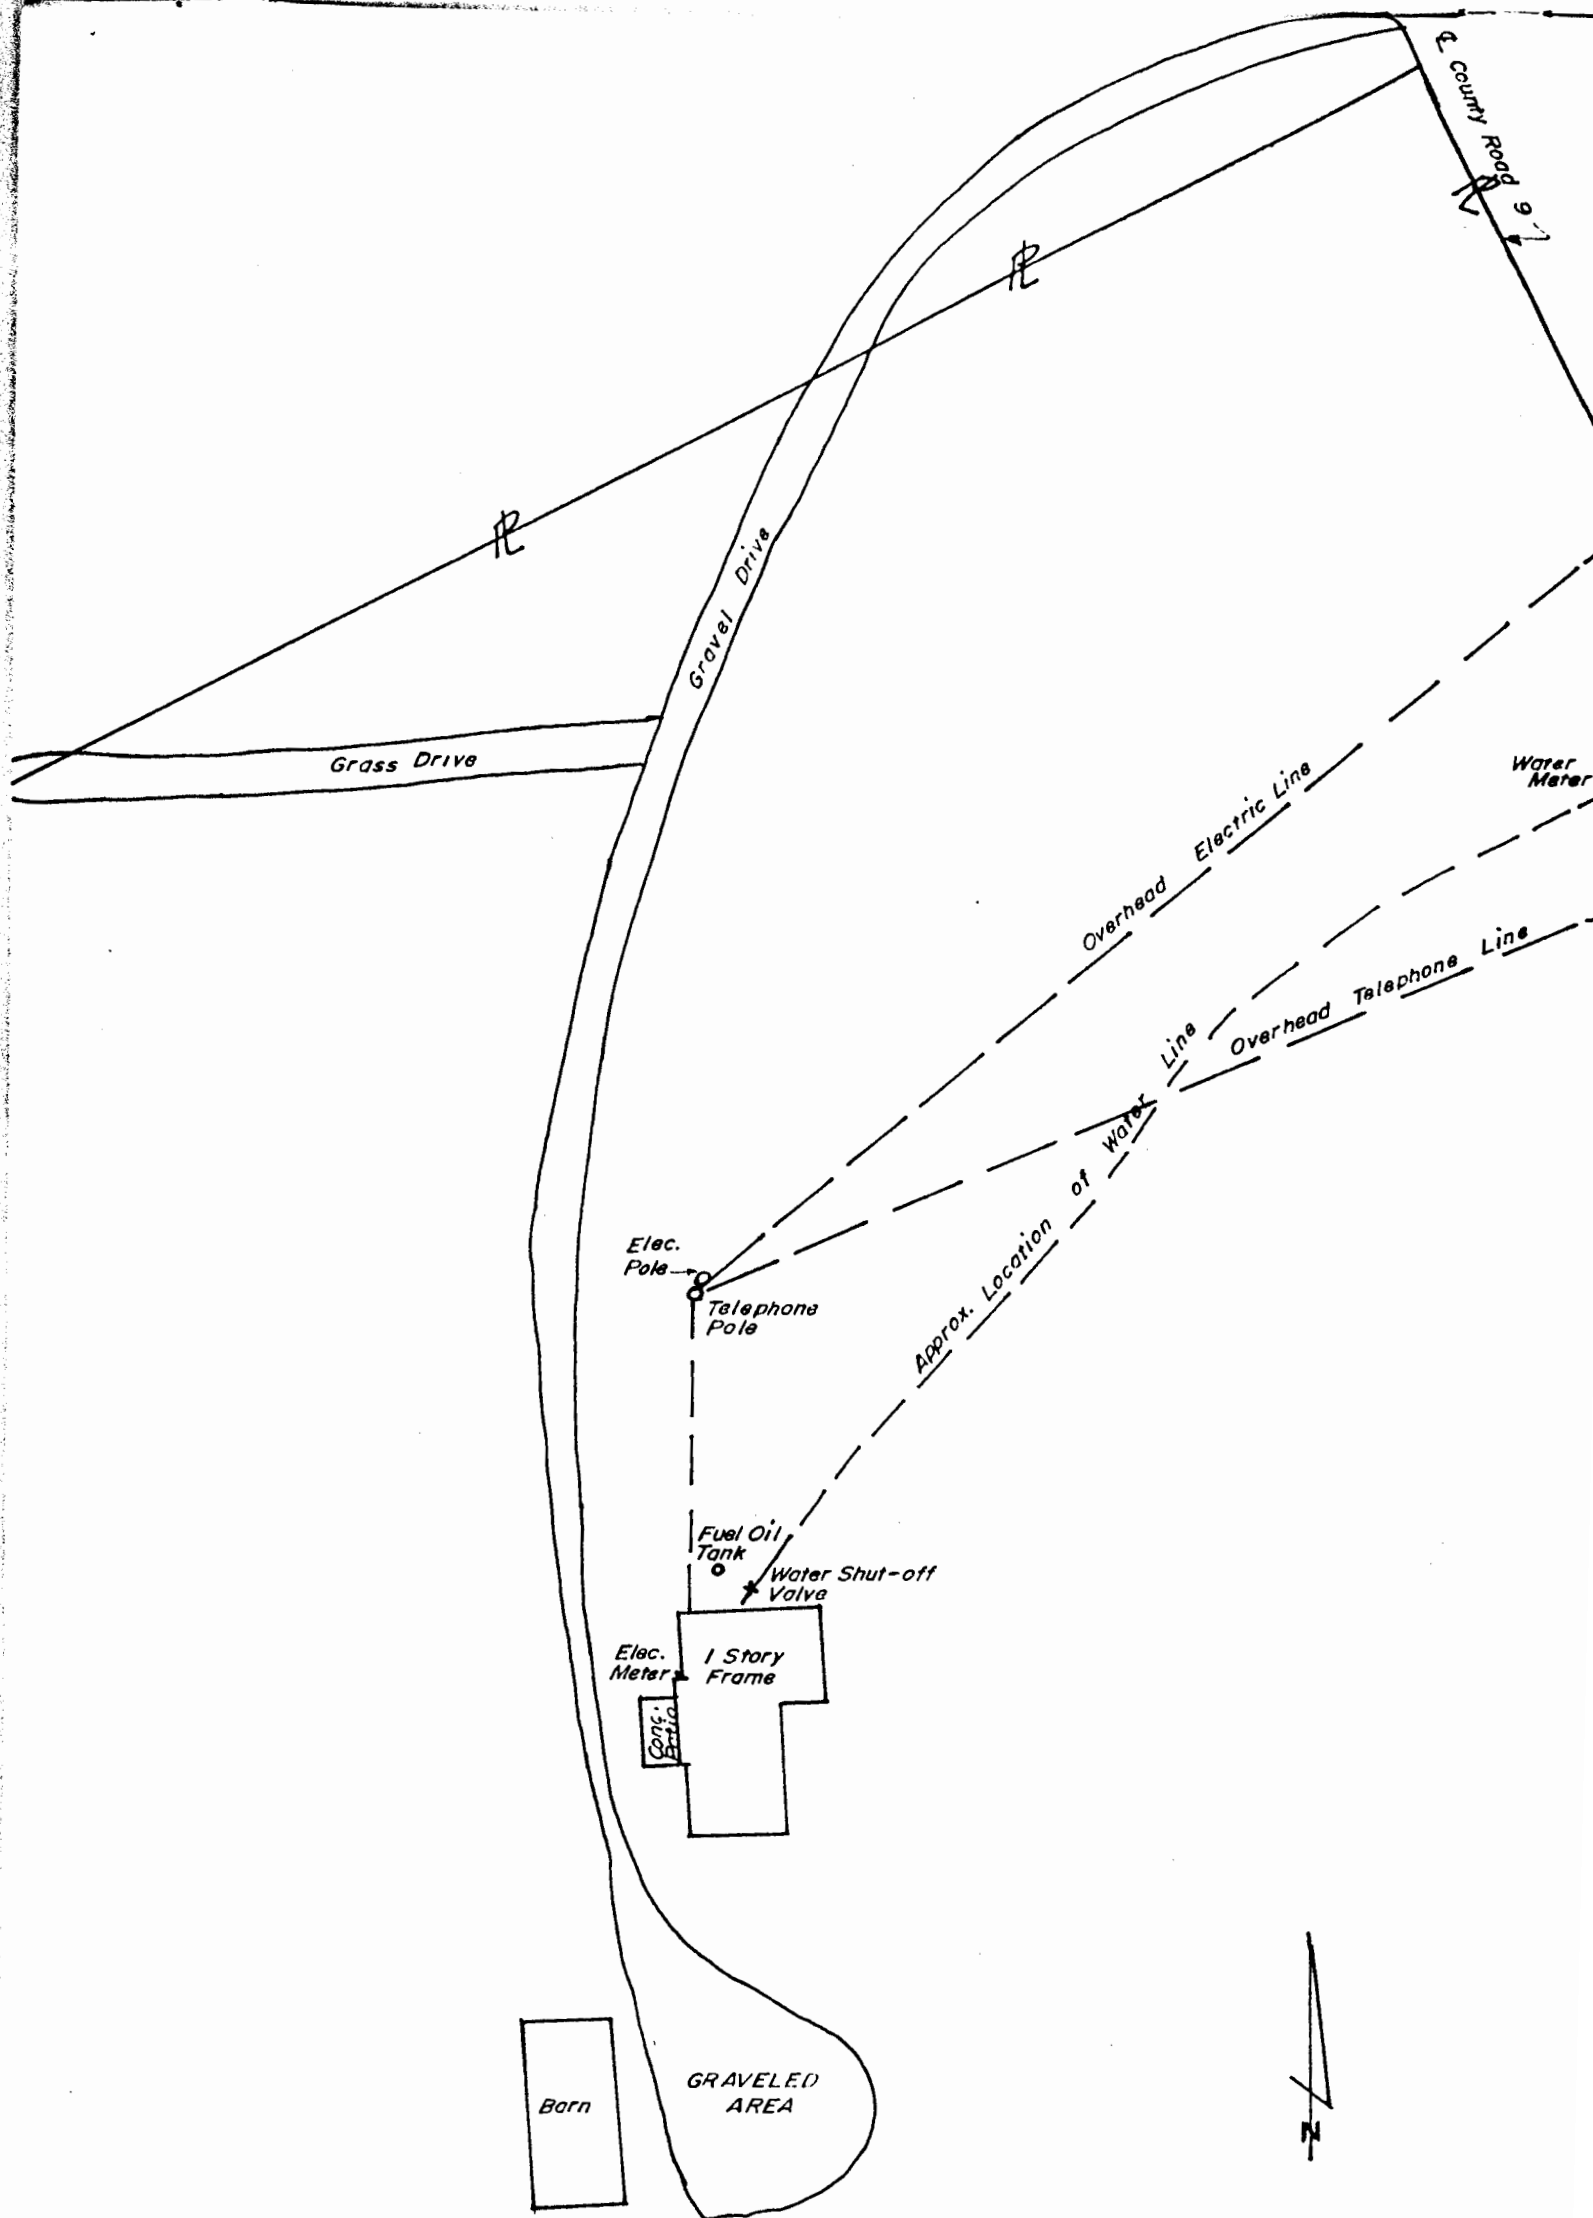 ℄ County Road 9
℞
℞
℞
Gravel Drive
Grass Drive
Overhead Electric Line
Water
Meter
Overhead Telephone Line
Approx. Location of Water Line
Elec.
Pole
Telephone
Pole
Fuel Oil
Tank
Water Shut-off
Valve
Elec.
Meter
1 Story
Frame
Conc.
Patio
GRAVELED
AREA
Barn
N